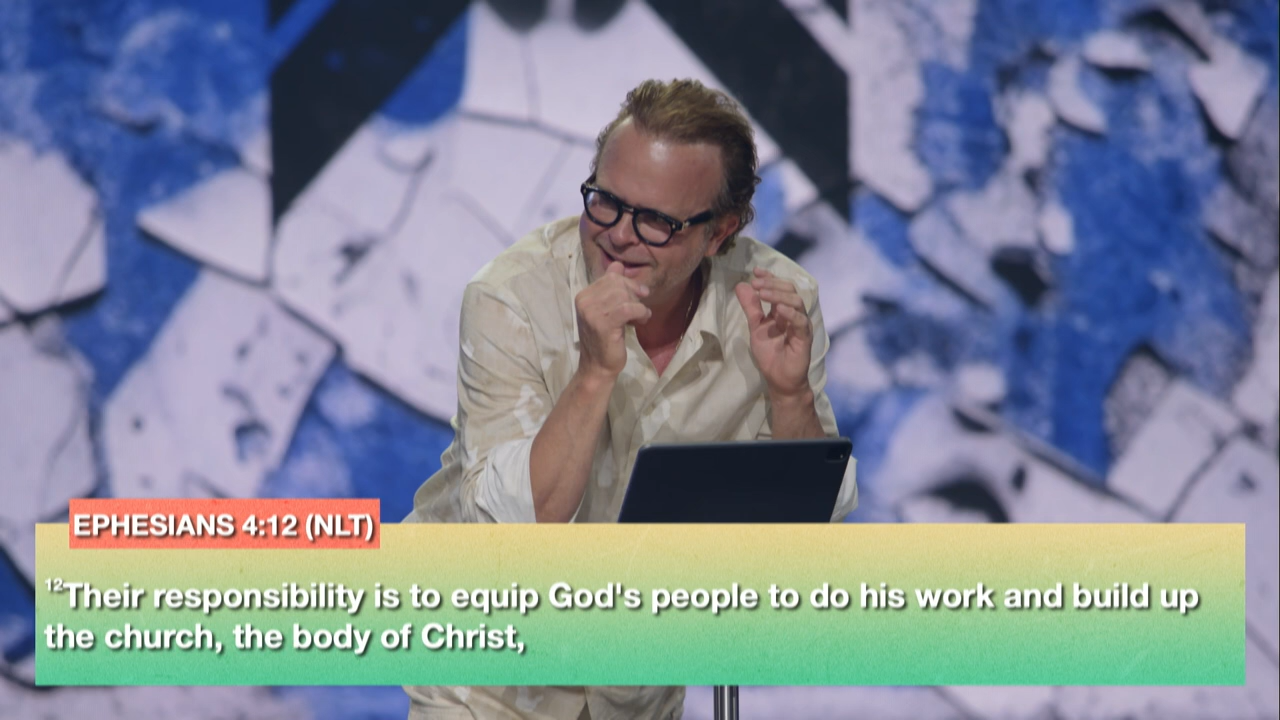 EPHESIANS 4:12 (NLT)
¹²Their responsibility is to equip God's people to do his work and build up
the church, the body of Christ,